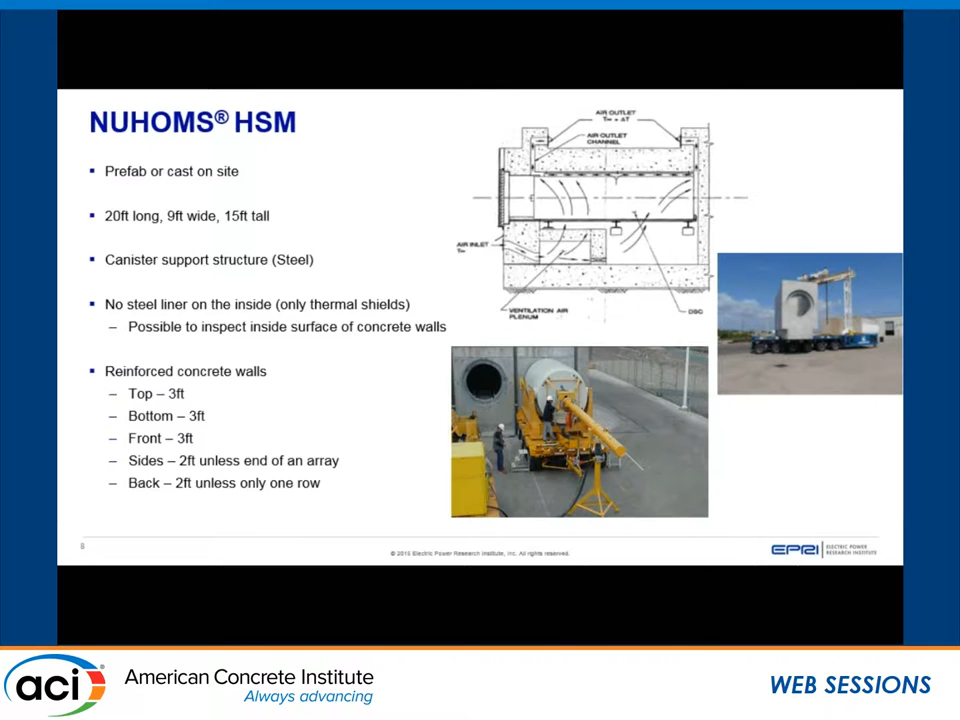 NUHOMS® HSM
▪ Prefab or cast on site
▪ 20ft long, 9ft wide, 15ft tall
▪ Canister support structure (Steel)
▪ No steel liner on the inside (only thermal shields)
– Possible to inspect inside surface of concrete walls
▪ Reinforced concrete walls
– Top – 3ft
– Bottom – 3ft
– Front – 3ft
– Sides – 2ft unless end of an array
– Back – 2ft unless only one row
AIR OUTLET
AIR OUTLET
CHANNEL
AIR INLET
VENTILATION AIR
PLENUM
DSC
8
© 2015 Electric Power Research Institute, Inc. All rights reserved.
EPRI ELECTRIC POWER
RESEARCH INSTITUTE
aci® American Concrete Institute
Always advancing
WEB SESSIONS